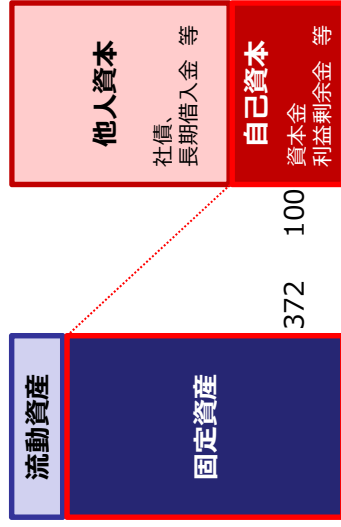 流動資産
固定資産
372
100
他人資本
社債、
長期借入金 等
自己資本
資本金
利益剰余金 等